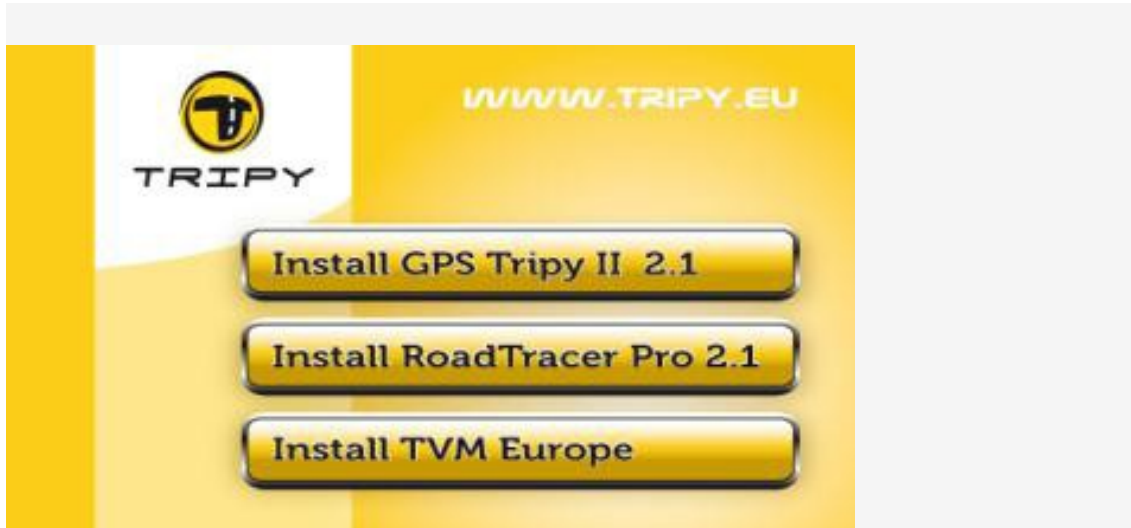 WWW.TRIPY.EU
TRIPY
Install GPS Tripy II 2.1
Install RoadTracer Pro 2.1
Install TVM Europe